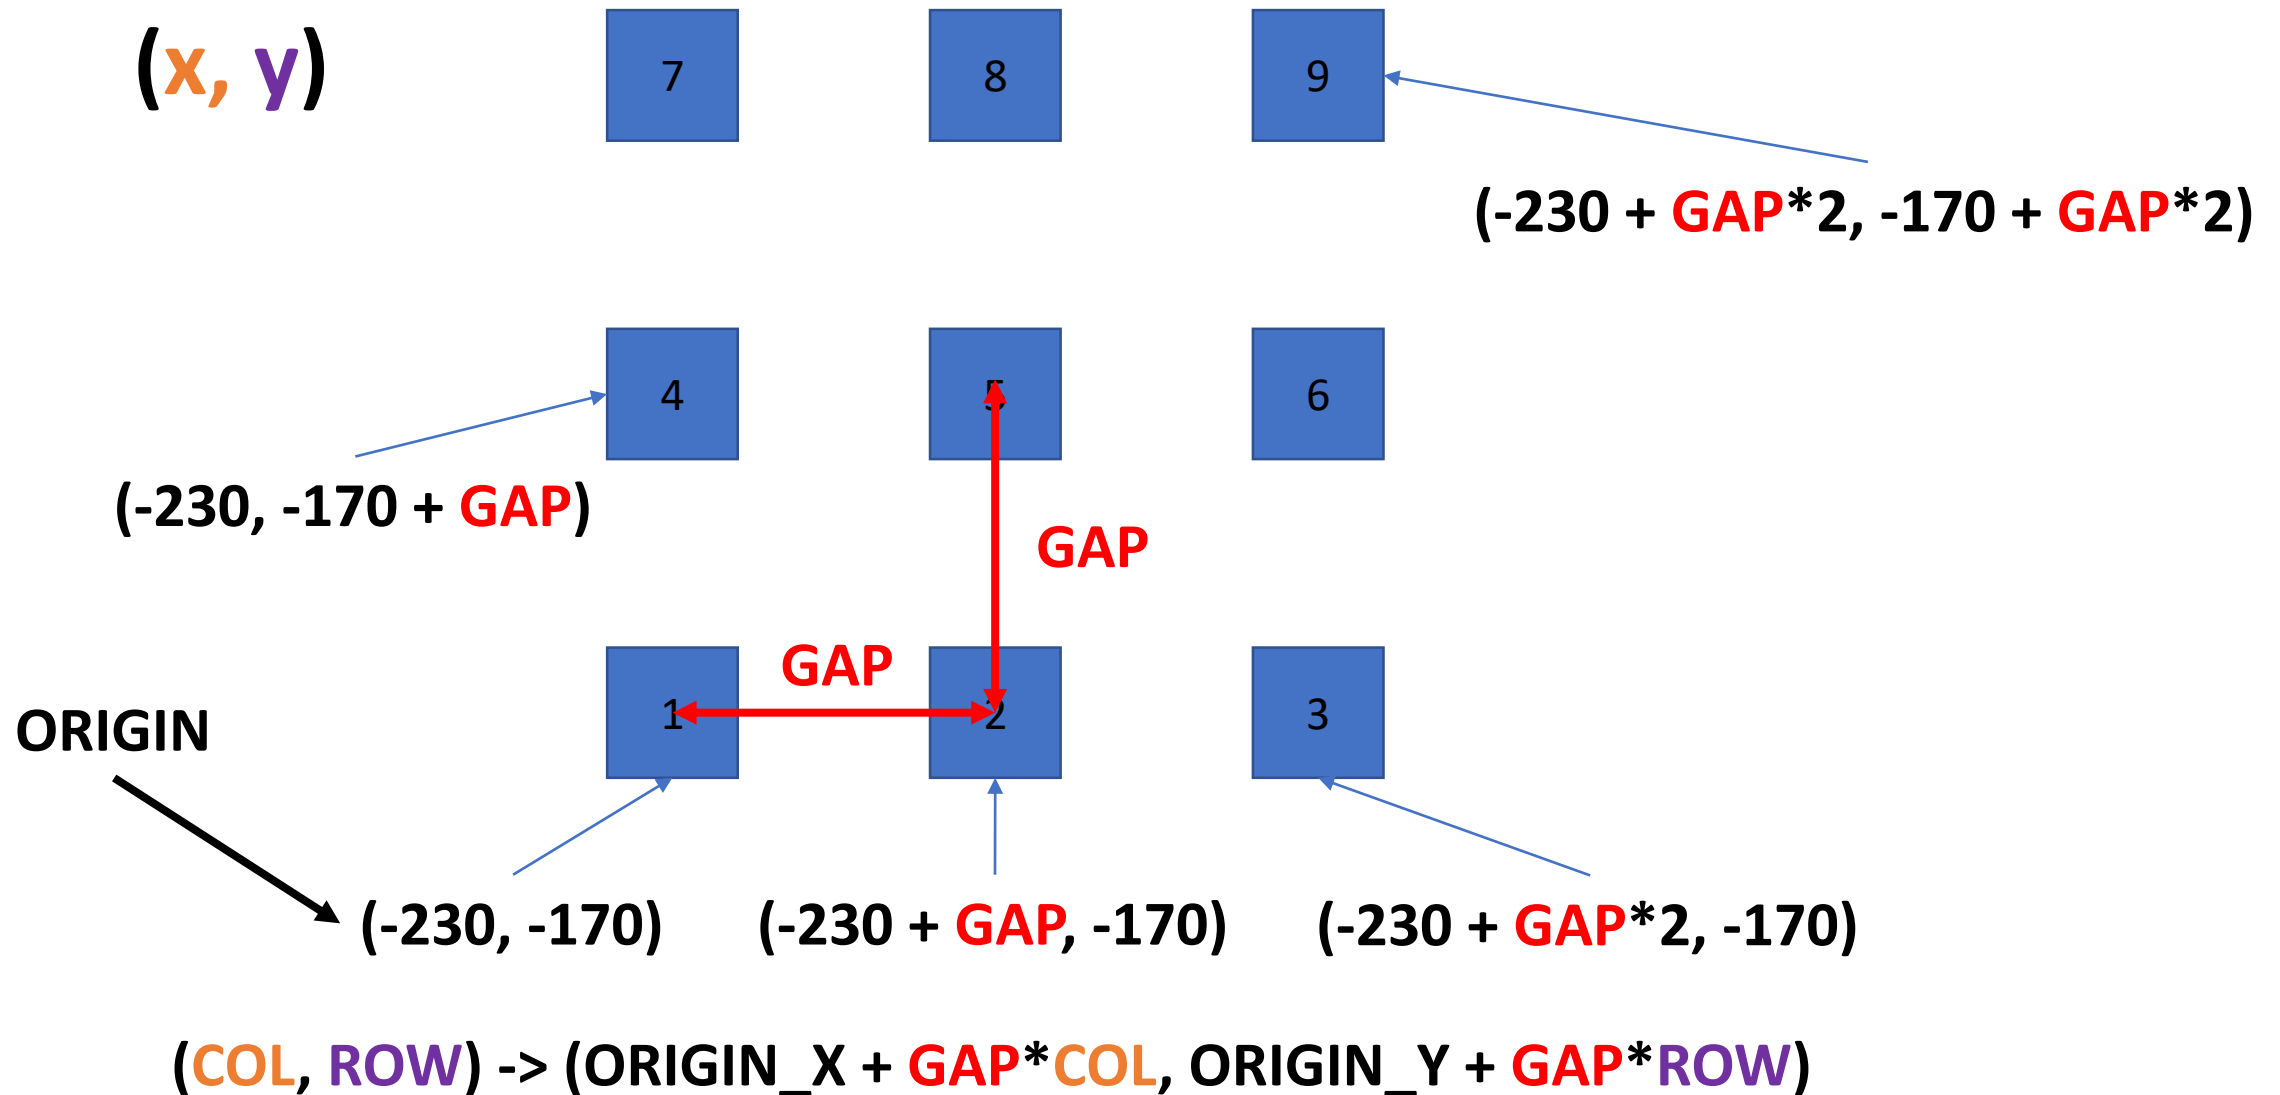 (x, y)
7
8
9
(-230 + GAP*2, -170 + GAP*2)
4
5
6
(-230, -170 + GAP)
GAP
GAP
1
2
3
ORIGIN
(-230, -170)
(-230 + GAP, -170)
(-230 + GAP*2, -170)
(COL, ROW) -> (ORIGIN_X + GAP*COL, ORIGIN_Y + GAP*ROW)